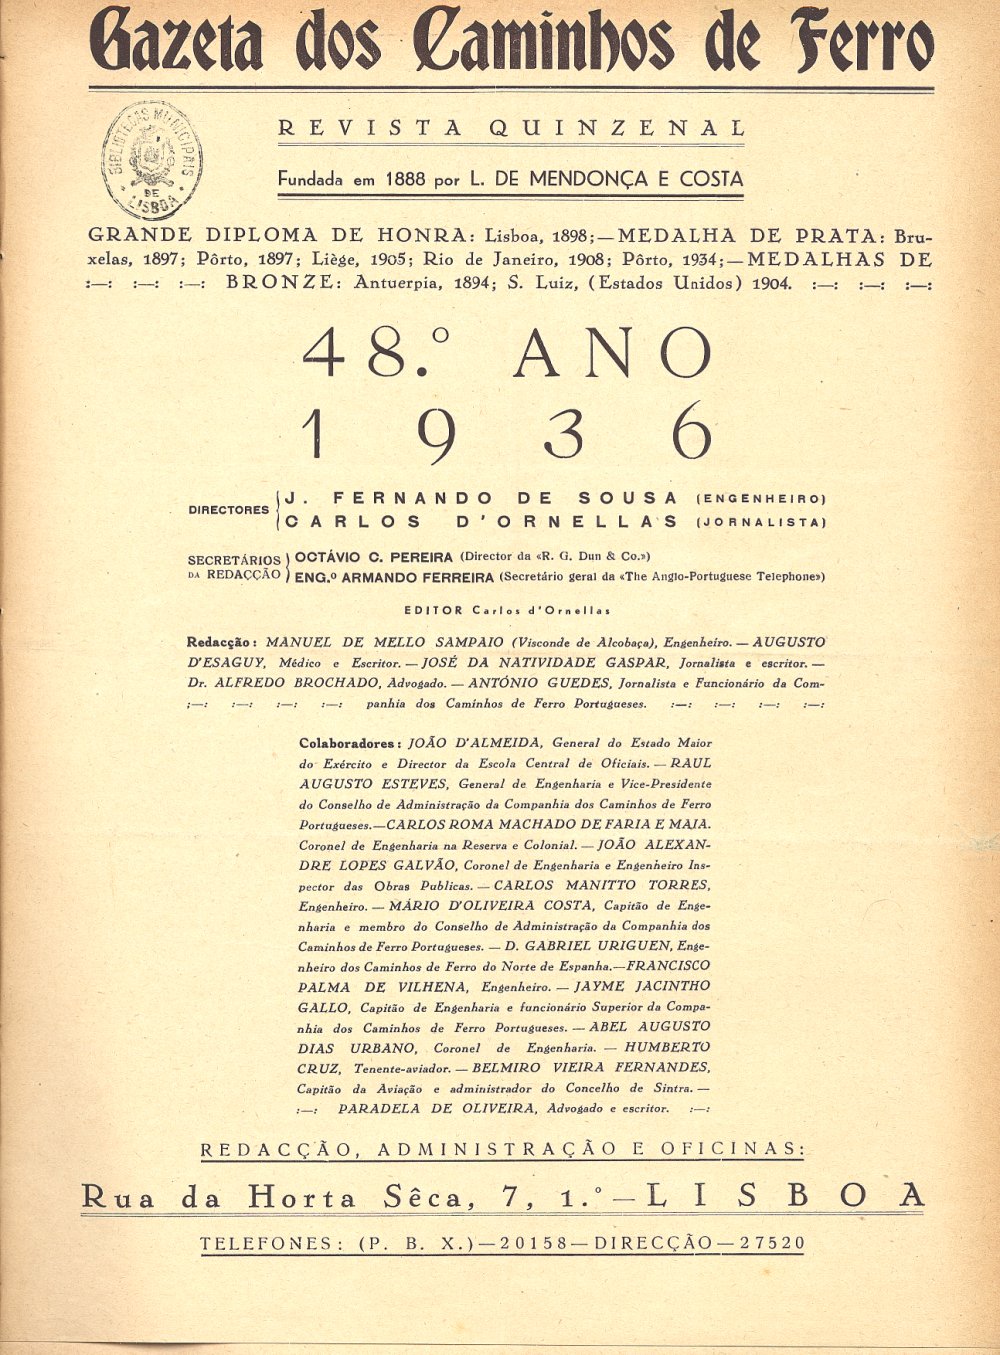 Gazeta dos Caminhos de Ferro
REVISTA QUINZENAL
Fundada em 1888 por L. DE MENDONÇA E COSTA
BIBLIOTECAS MUNICIPAIS
DE
LISBOA
GRANDE DIPLOMA DE HONRA: Lisboa, 1898;—MEDALHA DE PRATA: Bru-
xelas, 1897; Pôrto, 1897; Liège, 1905; Rio de Janeiro, 1908; Pôrto, 1934;—MEDALHAS DE
:—: :—: :—: BRONZE: Antuerpia, 1894; S. Luiz, (Estados Unidos) 1904. :—: :—: :—:
48.º ANO
1936
DIRECTORES
J. FERNANDO DE SOUSA (ENGENHEIRO)
CARLOS D'ORNELLAS (JORNALISTA)
SECRETÁRIOS
DA REDACÇÃO
OCTÁVIO C. PEREIRA (Director da «R. G. Dun & Co.»)
ENG.º ARMANDO FERREIRA (Secretário geral da «The Anglo-Portuguese Telephone»)
EDITOR Carlos d'Ornellas
Redacção: MANUEL DE MELLO SAMPAIO (Visconde de Alcobaça), Engenheiro. — AUGUSTO
D'ESAGUY, Médico e Escritor. — JOSÉ DA NATIVIDADE GASPAR, Jornalista e escritor. —
Dr. ALFREDO BROCHADO, Advogado. — ANTÓNIO GUEDES, Jornalista e Funcionário da Com-
;—: :—: :—: :—: panhia dos Caminhos de Ferro Portugueses. :—: :—: :—: :—:
Colaboradores: JOÃO D'ALMEIDA, General do Estado Maior
do Exército e Director da Escola Central de Oficiais. — RAUL
AUGUSTO ESTEVES, General de Engenharia e Vice-Presidente
do Conselho de Administração da Companhia dos Caminhos de Ferro
Portugueses.—CARLOS ROMA MACHADO DE FARIA E MAIA.
Coronel de Engenharia na Reserva e Colonial. — JOÃO ALEXAN-
DRE LOPES GALVÃO, Coronel de Engenharia e Engenheiro Ins-
pector das Obras Publicas. — CARLOS MANITTO TORRES,
Engenheiro. — MÁRIO D'OLIVEIRA COSTA, Capitão de Enge-
nharia e membro do Conselho de Administração da Companhia dos
Caminhos de Ferro Portugueses. — D. GABRIEL URIGUEN, Enge-
nheiro dos Caminhos de Ferro do Norte de Espanha.—FRANCISCO
PALMA DE VILHENA, Engenheiro. — JAYME JACINTHO
GALLO, Capitão de Engenharia e funcionário Superior da Compa-
nhia dos Caminhos de Ferro Portugueses. — ABEL AUGUSTO
DIAS URBANO, Coronel de Engenharia. — HUMBERTO
CRUZ, Tenente-aviador. — BELMIRO VIEIRA FERNANDES,
Capitão da Aviação e administrador do Concelho de Sintra. —
:—: PARADELA DE OLIVEIRA, Advogado e escritor. :—:
REDACÇÃO, ADMINISTRAÇÃO E OFICINAS:
Rua da Horta Sêca, 7, 1.º — LISBOA
TELEFONES: (P. B. X.)—20158—DIRECÇÃO—27520